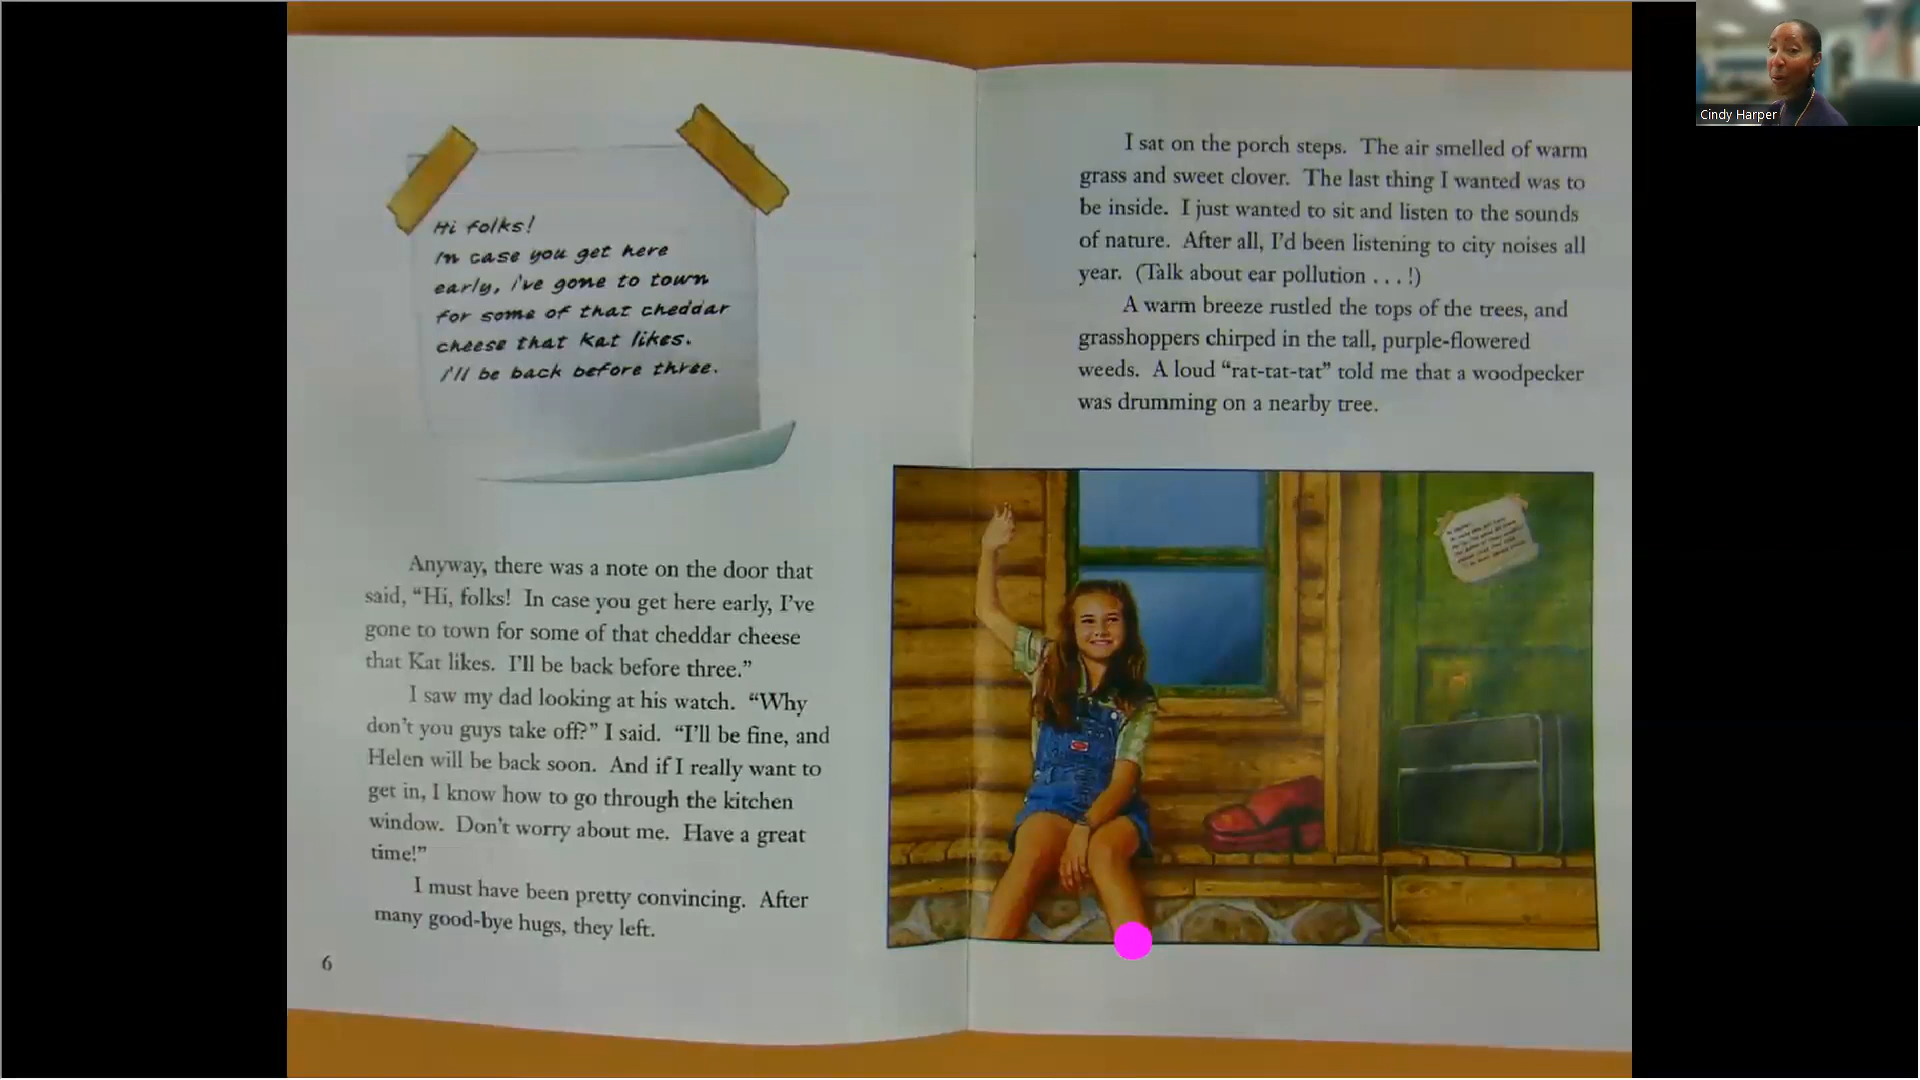 Hi folks!
In case you get here
early, i've gone to town
for some of that cheddar
cheese that Kat likes.
I'll be back before three.
Anyway, there was a note on the door that
said, “Hi, folks!  In case you get here early, I’ve
gone to town for some of that cheddar cheese
that Kat likes.  I’ll be back before three.”
I saw my dad looking at his watch.  “Why
don’t you guys take off?” I said.  “I’ll be fine, and
Helen will be back soon.  And if I really want to
get in, I know how to go through the kitchen
window.  Don’t worry about me.  Have a great
time!”
I must have been pretty convincing.  After
many good-bye hugs, they left.
6
I sat on the porch steps.  The air smelled of warm
grass and sweet clover.  The last thing I wanted was to
be inside.  I just wanted to sit and listen to the sounds
of nature.  After all, I’d been listening to city noises all
year.  (Talk about ear pollution . . . !)
A warm breeze rustled the tops of the trees, and
grasshoppers chirped in the tall, purple-flowered
weeds.  A loud “rat-tat-tat” told me that a woodpecker
was drumming on a nearby tree.
Cindy Harper